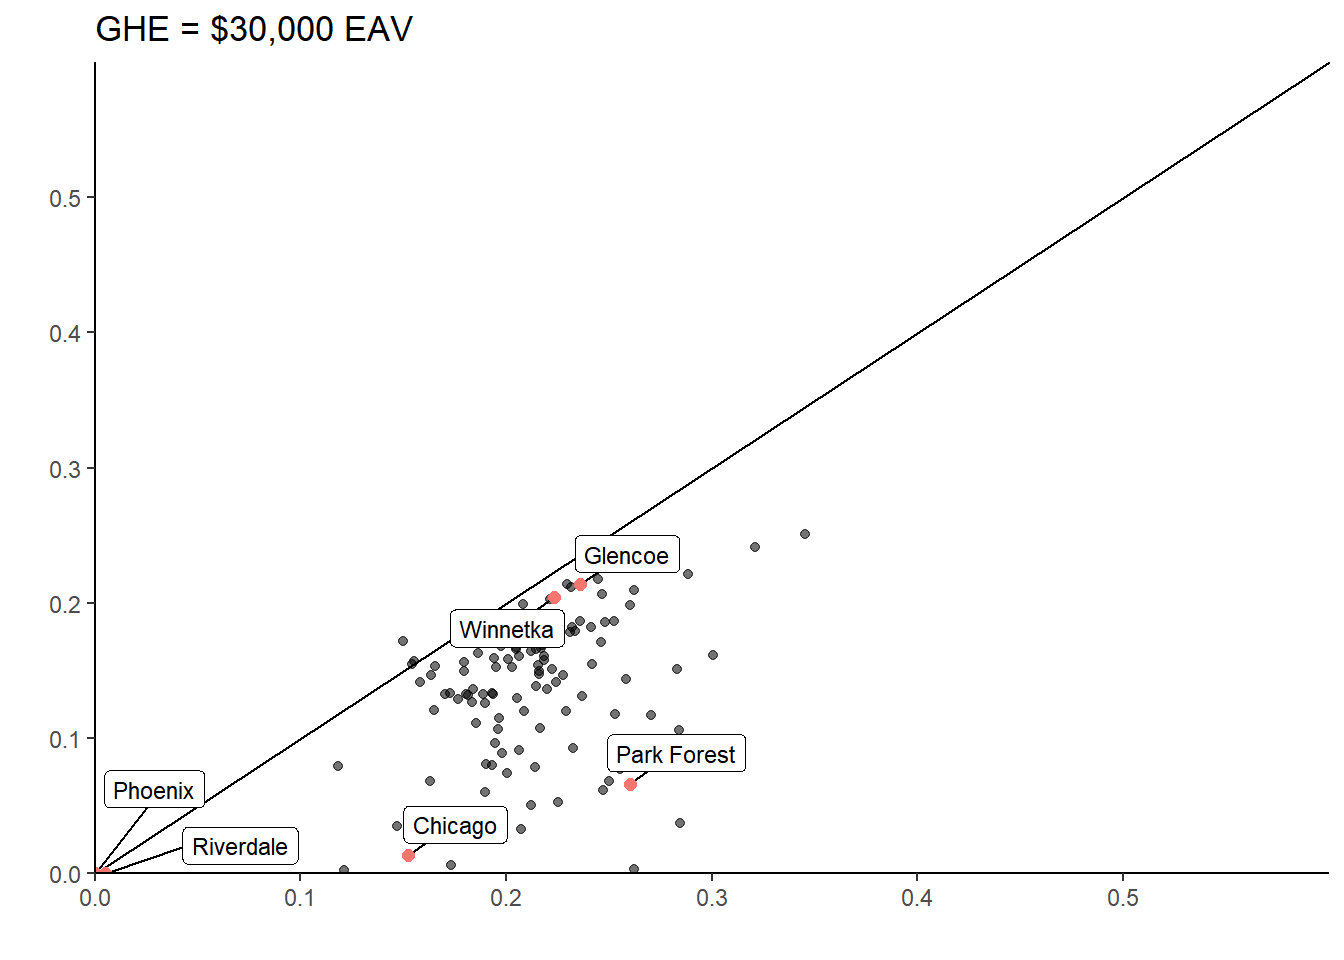 GHE = $30,000 EAV
0.5
0.4
0.3
Glencoe
0.2
Winnetka
0.1
Park Forest
Phoenix
Chicago
Riverdale
0.0
0.0 0.1 0.2 0.3 0.4 0.5